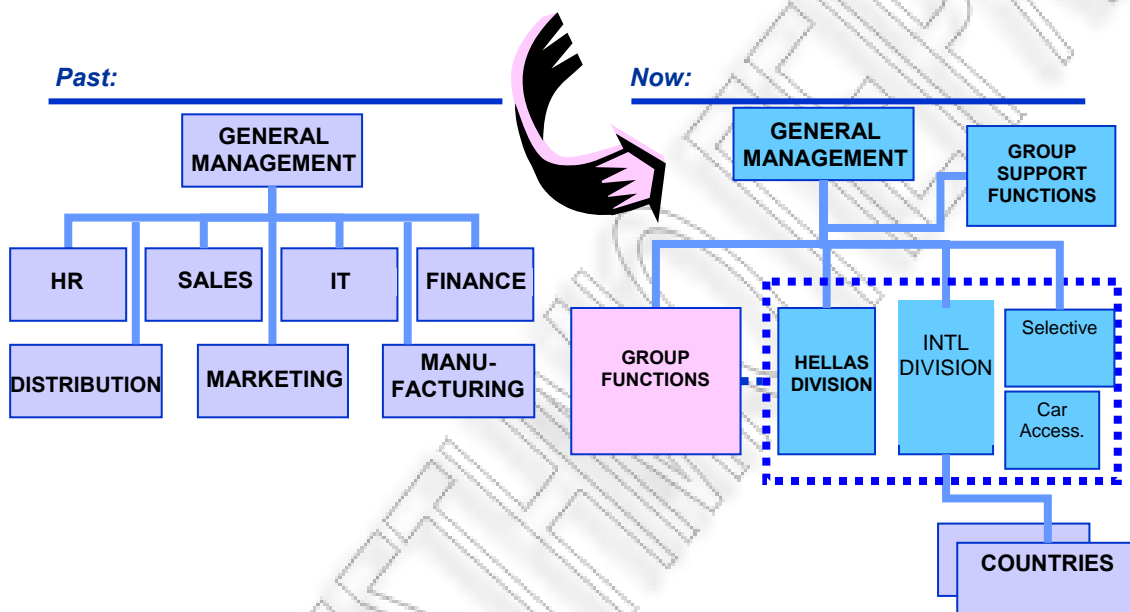 Past:
GENERAL
MANAGEMENT
HR
SALES
IT
FINANCE
DISTRIBUTION
MARKETING
MANU-
FACTURING
Now:
GENERAL
MANAGEMENT
GROUP
SUPPORT
FUNCTIONS
GROUP
FUNCTIONS
HELLAS
DIVISION
INTL
DIVISION
Selective
Car
Access.
COUNTRIES